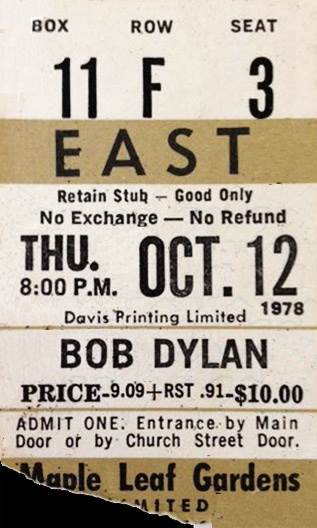 BOX ROW SEAT
11 F 3
EAST
Retain Stub — Good Only
No Exchange — No Refund
THU. OCT. 12
8:00 P.M.
Davis Printing Limited 1978
BOB DYLAN
PRICE-9.09+RST .91-$10.00
ADMIT ONE. Entrance by Main
Door or by Church Street Door.
Maple Leaf Gardens